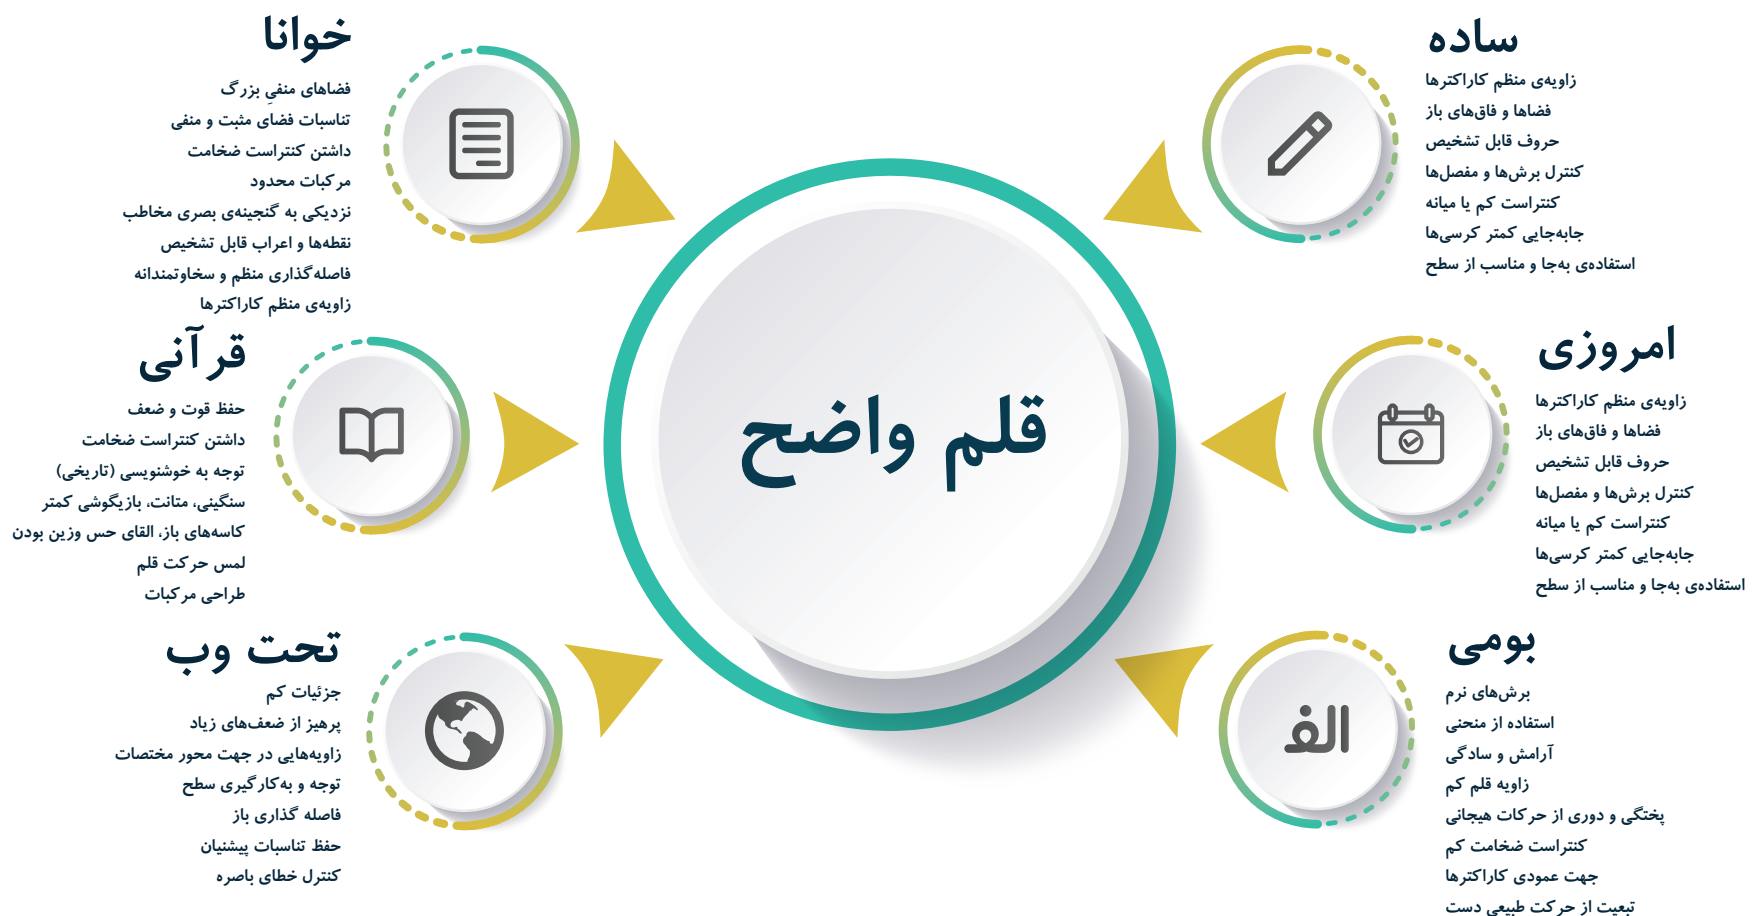 قلم واضح
ساده
زاویه‌ی منظم کاراکترها
فضاها و فاق‌های باز
حروف قابل تشخیص
کنترل برش‌ها و مفصل‌ها
کنتراست کم یا میانه
جابه‌جایی کمتر کرسی‌ها
استفاده‌ی به‌جا و مناسب از سطح
امروزی
زاویه‌ی منظم کاراکترها
فضاها و فاق‌های باز
حروف قابل تشخیص
کنترل برش‌ها و مفصل‌ها
کنتراست کم یا میانه
جابه‌جایی کمتر کرسی‌ها
استفاده‌ی به‌جا و مناسب از سطح
الف
بومی
برش‌های نرم
استفاده از منحنی
آرامش و سادگی
زاویه قلم کم
پختگی و دوری از حرکات هیجانی
کنتراست ضخامت کم
جهت عمودی کاراکترها
تبعیت از حرکت طبیعی دست
خوانا
فضاهای منفیِ بزرگ
تناسبات فضای مثبت و منفی
داشتن کنتراست ضخامت
مرکبات محدود
نزدیکی به گنجینه‌ی بصری مخاطب
نقطه‌ها و اعراب قابل تشخیص
فاصله‌گذاری منظم و سخاوتمندانه
زاویه‌ی منظم کاراکترها
قرآنی
حفظ قوت و ضعف
داشتن کنتراست ضخامت
توجه به خوشنویسی (تاریخی)
سنگینی، متانت، بازیگوشی کمتر
کاسه‌های باز، القای حس وزین بودن
لمس حرکت قلم
طراحی مرکبات
تحت وب
جزئیات کم
پرهیز از ضعف‌های زیاد
زاویه‌هایی در جهت محور مختصات
توجه و به‌کارگیری سطح
فاصله گذاری باز
حفظ تناسبات پیشنیان
کنترل خطای باصره